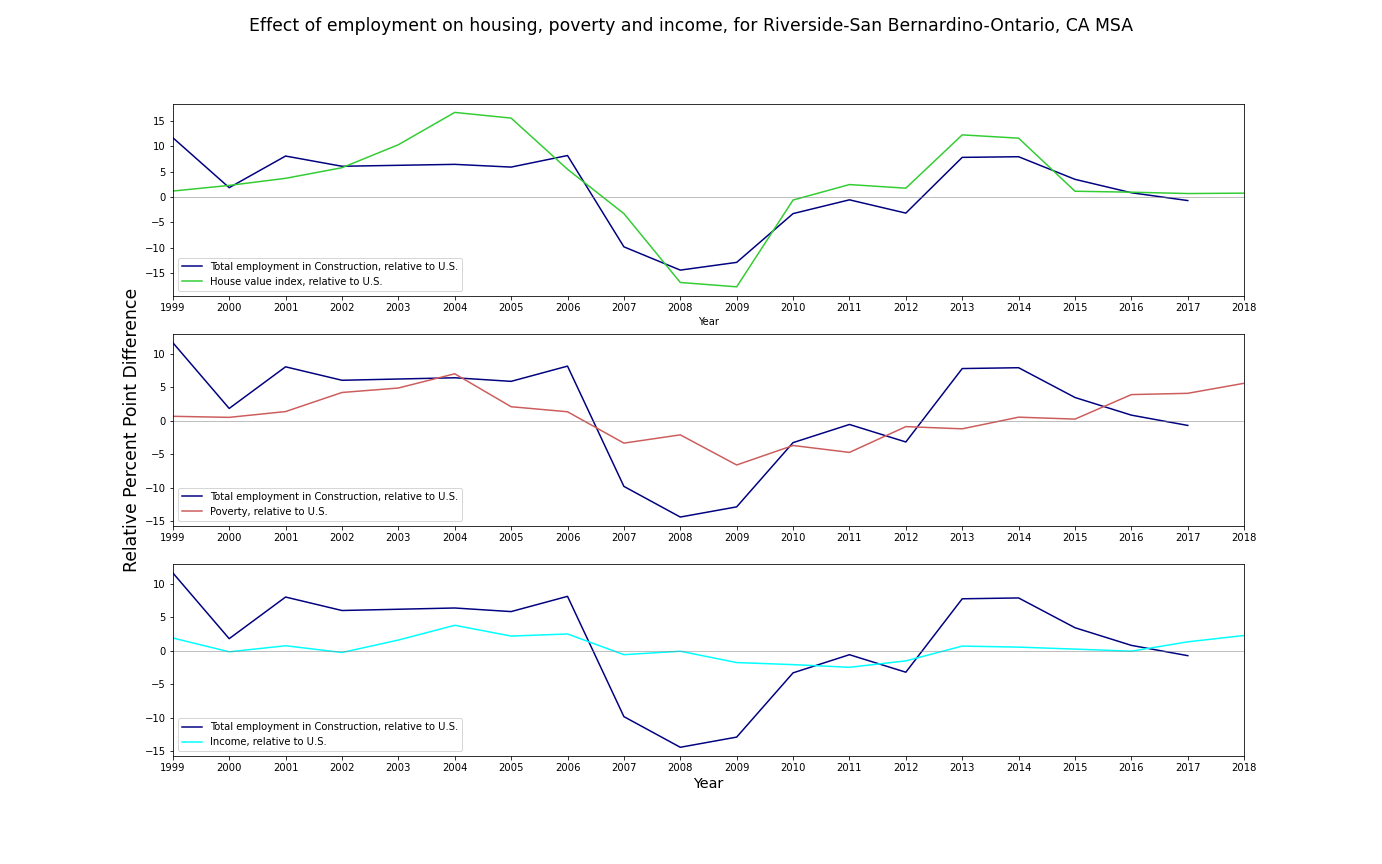 Effect of employment on housing, poverty and income, for Riverside-San Bernardino-Ontario, CA MSA
Relative Percent Point Difference
15
10
5
0
−5
−10
−15
Total employment in Construction, relative to U.S.
House value index, relative to U.S.
1999 2000 2001 2002 2003 2004 2005 2006 2007 2008 2009 2010 2011 2012 2013 2014 2015 2016 2017 2018
Year
10
5
0
−5
−10
−15
Total employment in Construction, relative to U.S.
Poverty, relative to U.S.
1999 2000 2001 2002 2003 2004 2005 2006 2007 2008 2009 2010 2011 2012 2013 2014 2015 2016 2017 2018
10
5
0
−5
−10
−15
Total employment in Construction, relative to U.S.
Income, relative to U.S.
1999 2000 2001 2002 2003 2004 2005 2006 2007 2008 2009 2010 2011 2012 2013 2014 2015 2016 2017 2018
Year